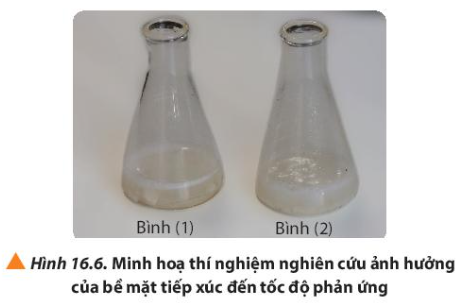 Bình (1) Bình (2)
▲ Hình 16.6. Minh hoạ thí nghiệm nghiên cứu ảnh hưởng
của bề mặt tiếp xúc đến tốc độ phản ứng